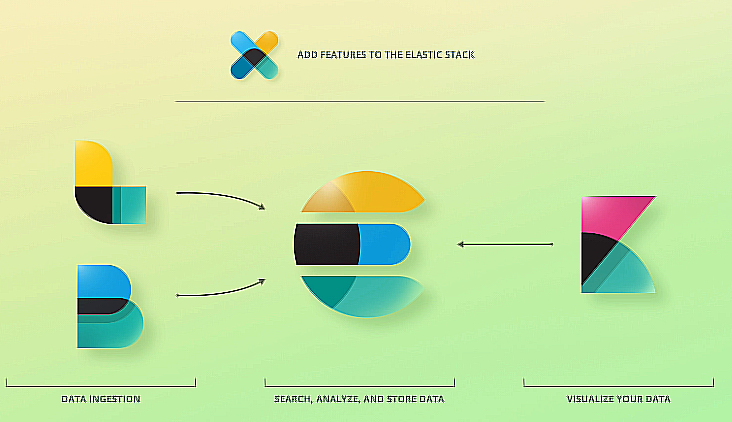 ADD FEATURES TO THE ELASTIC STACK
DATA INGESTION
SEARCH, ANALYZE, AND STORE DATA
VISUALIZE YOUR DATA